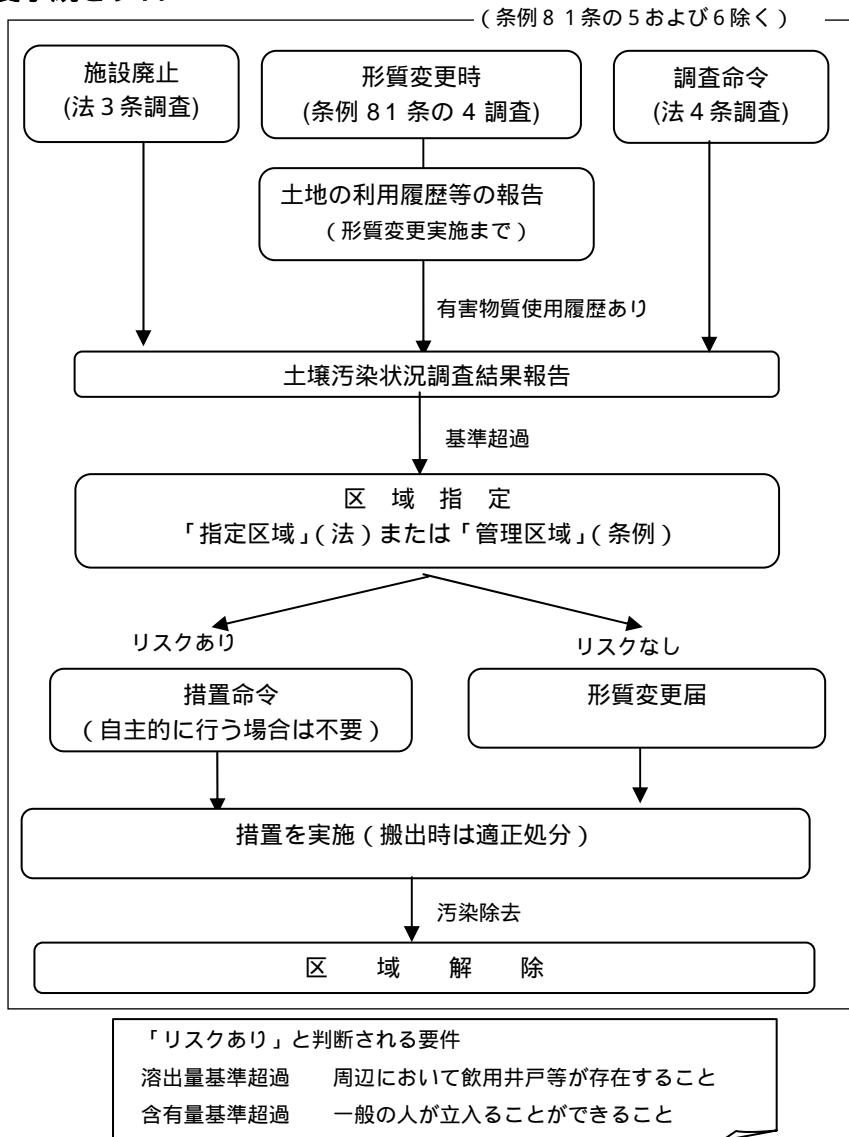 (条例81条の5および6除く)
施設廃止
(法3条調査)
形質変更時
(条例81条の4調査)
調査命令
(法4条調査)
土地の利用履歴等の報告
(形質変更実施まで)
有害物質使用履歴あり
土壌汚染状況調査結果報告
基準超過
区 域 指 定
「指定区域」(法)または「管理区域」(条例)
リスクあり
リスクなし
措置命令
(自主的に行う場合は不要)
形質変更届
措置を実施(搬出時は適正処分)
汚染除去
区 域 解 除
「リスクあり」と判断される要件
溶出量基準超過 周辺において飲用井戸等が存在すること
含有量基準超過 一般の人が立入ることができること